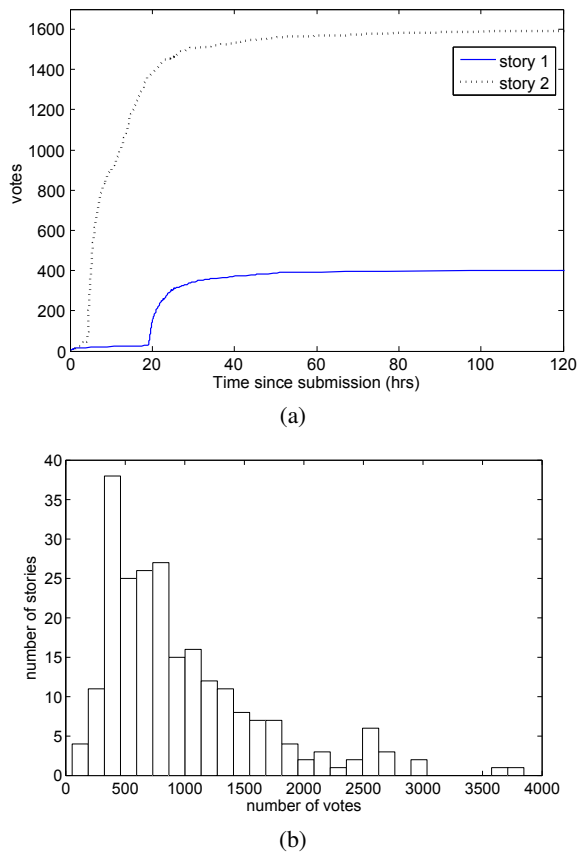 1600
1400
1200
1000
800
600
400
200
0
votes
story 1
story 2
0 20 40 60 80 100 120
Time since submission (hrs)
(a)
40
35
30
25
20
15
10
5
0
number of stories
0 500 1000 1500 2000 2500 3000 3500 4000
number of votes
(b)